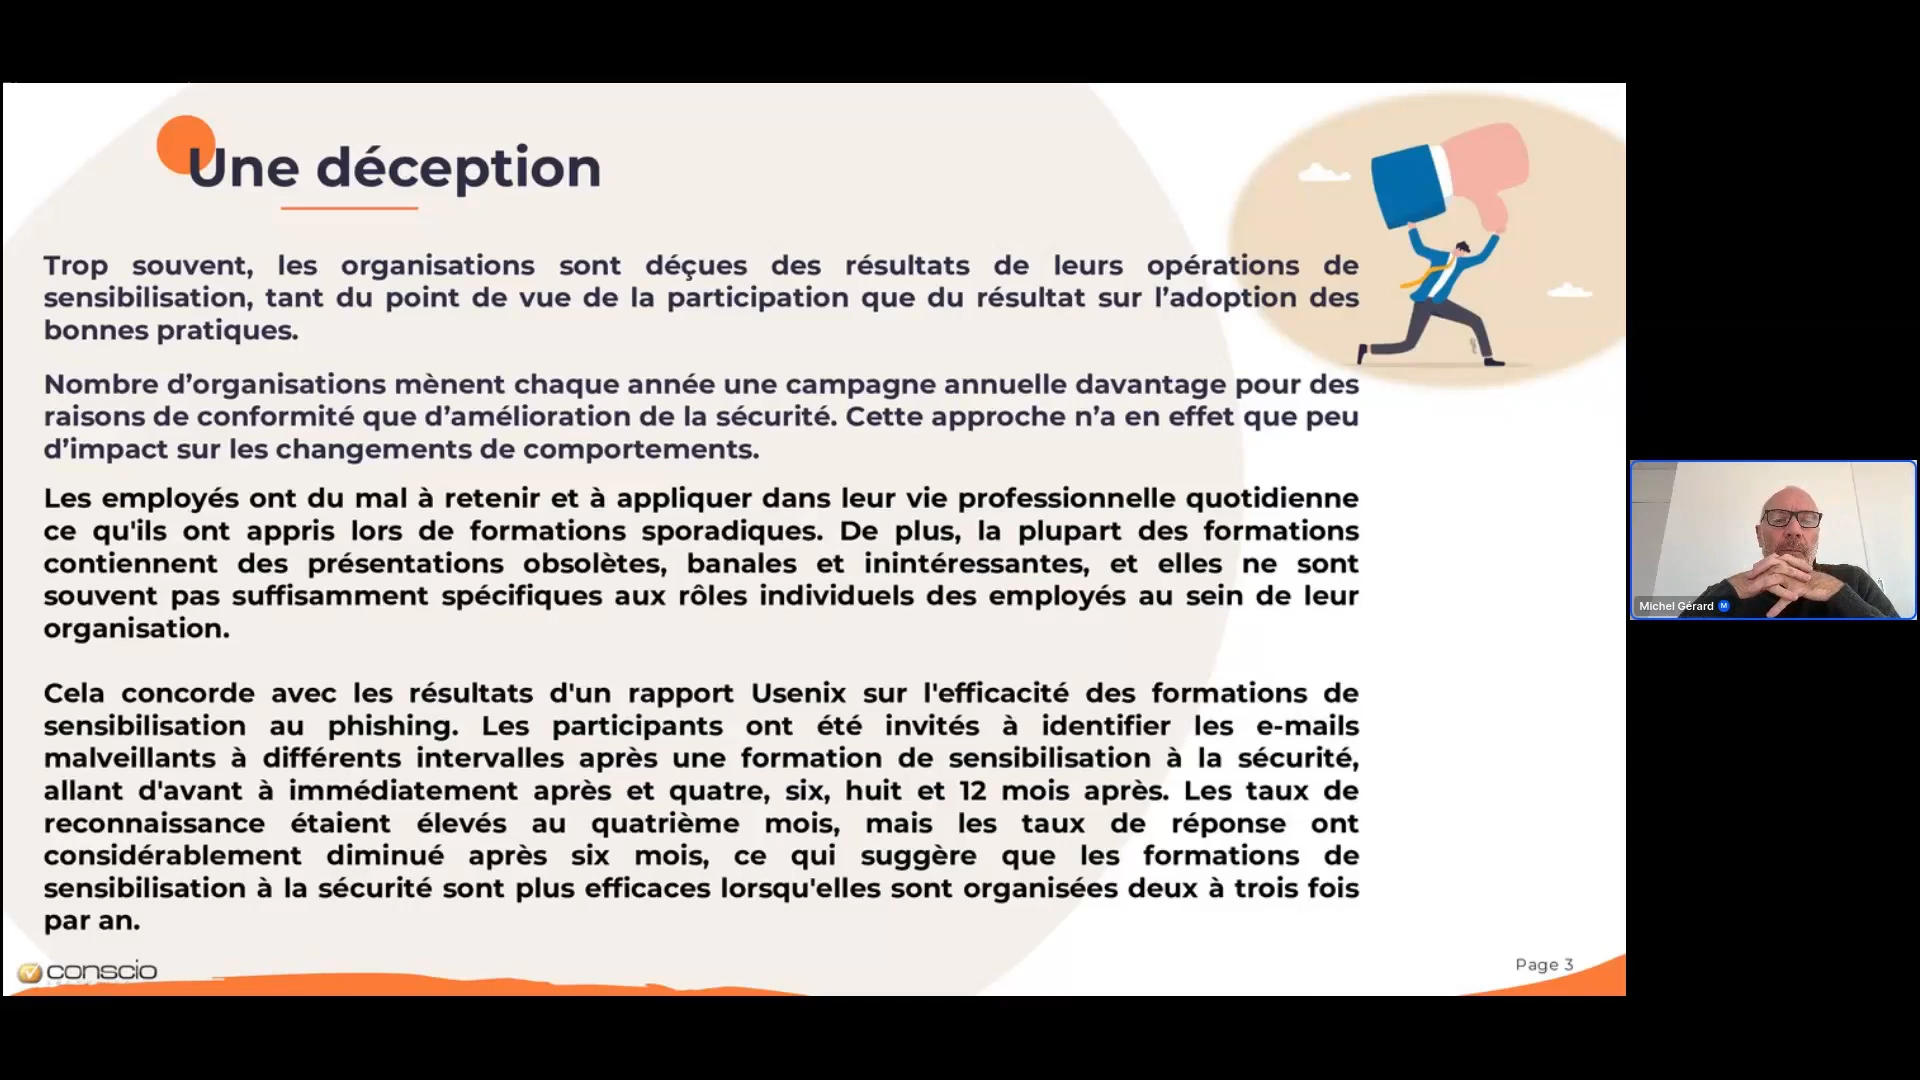 Une déception
Trop souvent, les organisations sont déçues des résultats de leurs opérations de
sensibilisation, tant du point de vue de la participation que du résultat sur l’adoption des
bonnes pratiques.
Nombre d’organisations mènent chaque année une campagne annuelle davantage pour des
raisons de conformité que d’amélioration de la sécurité. Cette approche n’a en effet que peu
d’impact sur les changements de comportements.
Les employés ont du mal à retenir et à appliquer dans leur vie professionnelle quotidienne
ce qu'ils ont appris lors de formations sporadiques. De plus, la plupart des formations
contiennent des présentations obsolètes, banales et inintéressantes, et elles ne sont
souvent pas suffisamment spécifiques aux rôles individuels des employés au sein de leur
organisation.
Cela concorde avec les résultats d'un rapport Usenix sur l'efficacité des formations de
sensibilisation au phishing. Les participants ont été invités à identifier les e-mails
malveillants à différents intervalles après une formation de sensibilisation à la sécurité,
allant d'avant à immédiatement après et quatre, six, huit et 12 mois après. Les taux de
reconnaissance étaient élevés au quatrième mois, mais les taux de réponse ont
considérablement diminué après six mois, ce qui suggère que les formations de
sensibilisation à la sécurité sont plus efficaces lorsqu'elles sont organisées deux à trois fois
par an.
conscio
Page 3
Michel Gérard M